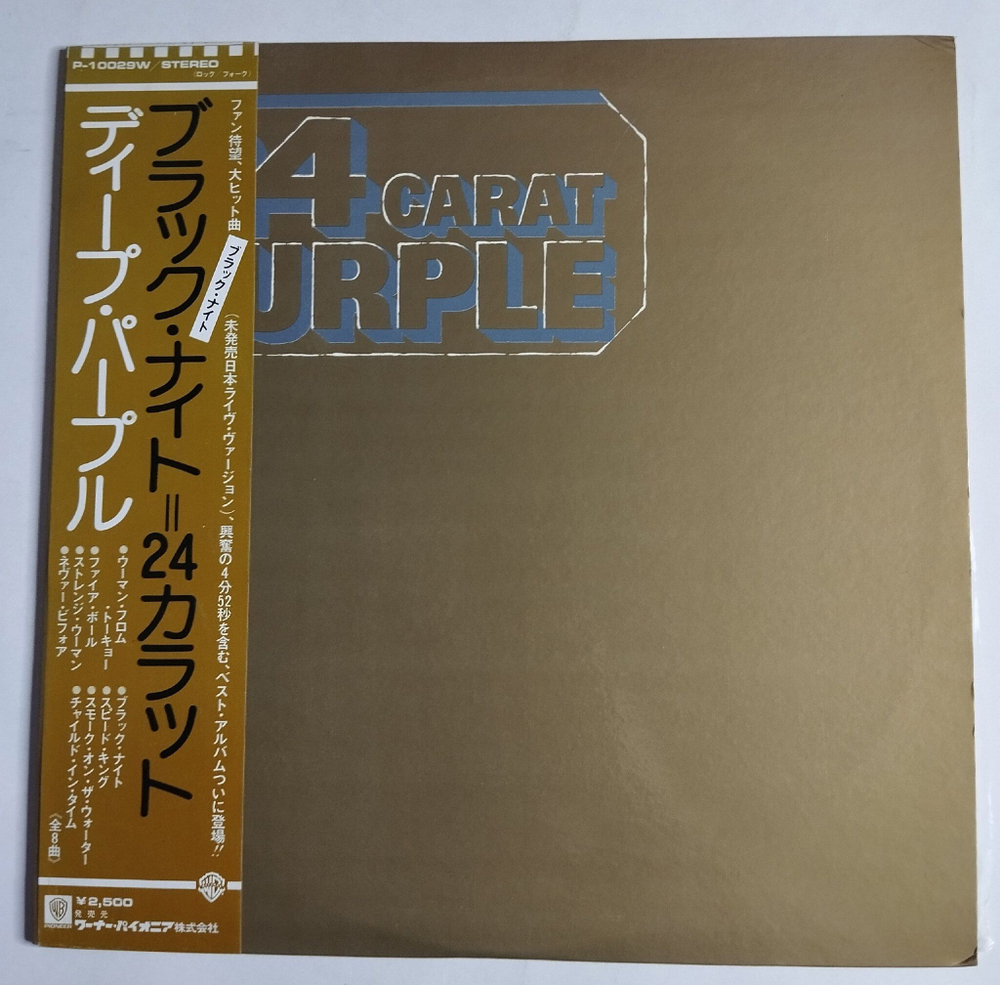 P-10029W/STEREO
(ロック フォーク)
ファン待望、大ヒット曲
ブラック・ナイト
(未発売日本ライヴ・ヴァージョン)、興奮の4分52秒を含む、ベスト・アルバムついに登場!!
ブラック・ナイト=24カラット
ディープ・パープル
●ウーマン・フロム
・トーキョー
●ファイア・ボール
●ストレンジ・ウーマン
●ネヴァー・ビフォア
●ブラック・ナイト
●スピード・キング
●スモーク・オン・ザ・ウォーター
●チャイルド・イン・タイム
〈全8曲〉
¥2,500
発売元
ワーナー・パイオニア株式会社
PIONEER
4 CARAT
URPLE